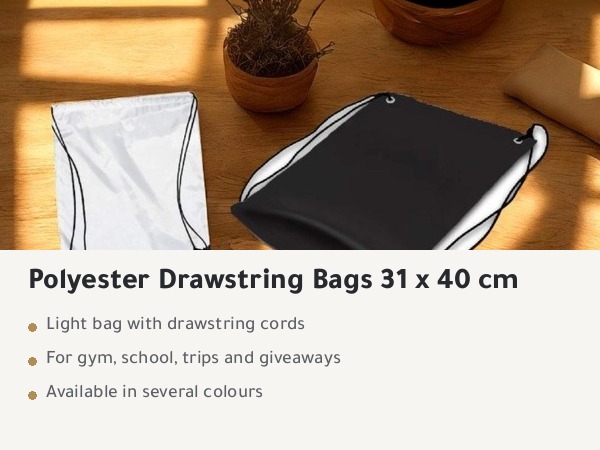 Polyester Drawstring Bags 31 x 40 cm
Light bag with drawstring cords
For gym, school, trips and giveaways
Available in several colours